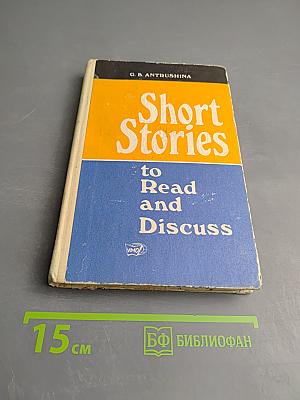 G. B. ANTRUSHINA
Short
Stories
to
Read
and
Discuss
15 см
БФ БИБЛИОФАН